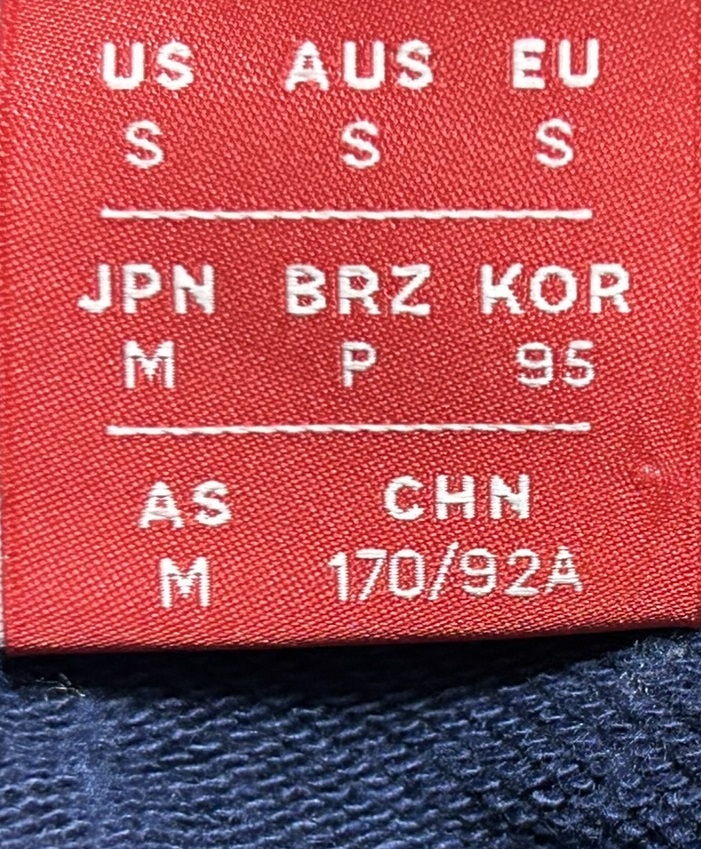 US AUS EU
S S S
JPN BRZ KOR
M P 95
AS CHN
M 170/92A